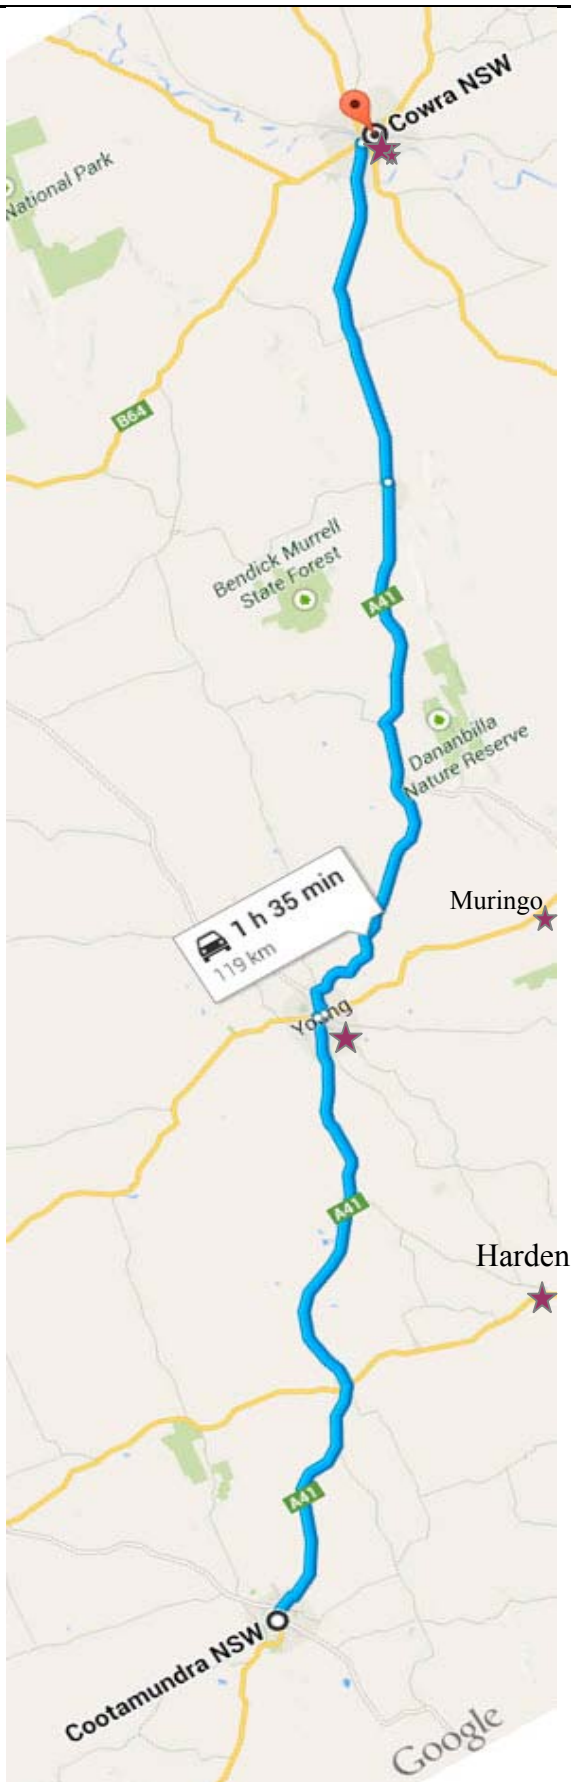 Cowra NSW
National Park
B64
Bendick Murrell
State Forest
A41
Dananbilla
Nature Reserve
Muringo
1 h 35 min
119 km
Young
A41
Harden
A41
Cootamundra NSW
Google